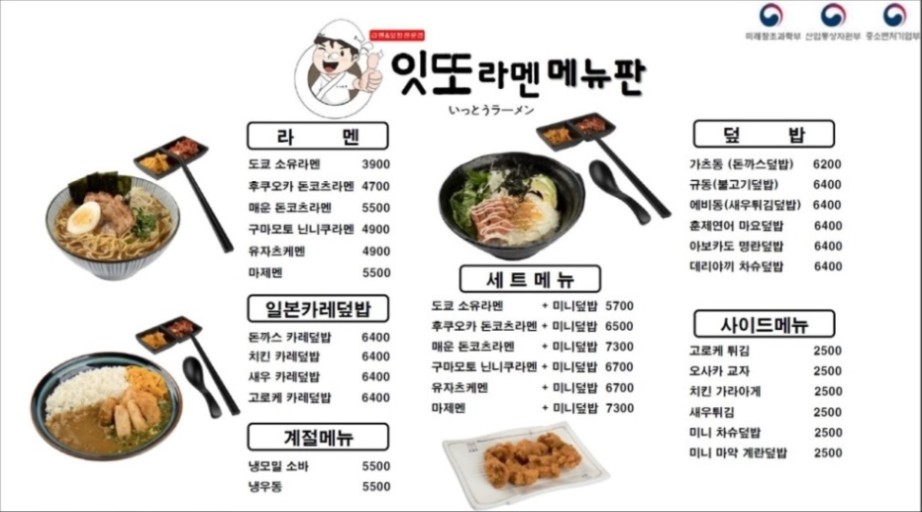 미래창조과학부 산업통상자원부 중소벤처기업부
잇또라멘메뉴판
いっとうラーメン
라 멘
도쿄 소유라멘 3900
후쿠오카 돈코츠라멘 4700
매운 돈코츠라멘 5500
구마모토 닌니쿠라멘 4900
유자츠케멘 4900
마제멘 5500
일본카레덮밥
돈까스 카레덮밥 6400
치킨 카레덮밥 6400
새우 카레덮밥 6400
고로케 카레덮밥 6400
계절메뉴
냉모밀 소바 5500
냉우동 5500
세트메뉴
도쿄 소유라멘 + 미니덮밥 5700
후쿠오카 돈코츠라멘 + 미니덮밥 6500
매운 돈코츠라멘 + 미니덮밥 7300
구마모토 닌니쿠라멘 + 미니덮밥 6700
유자츠케멘 + 미니덮밥 6700
마제멘 + 미니덮밥 7300
덮 밥
가츠동 (돈까스덮밥) 6200
규동(불고기덮밥) 6400
에비동(새우튀김덮밥) 6400
훈제연어 마요덮밥 6400
아보카도 명란덮밥 6400
데리야끼 차슈덮밥 6400
사이드메뉴
고로케 튀김 2500
오사카 교자 2500
치킨 가라아게 2500
새우튀김 2500
미니 차슈덮밥 2500
미니 마약 계란덮밥 2500